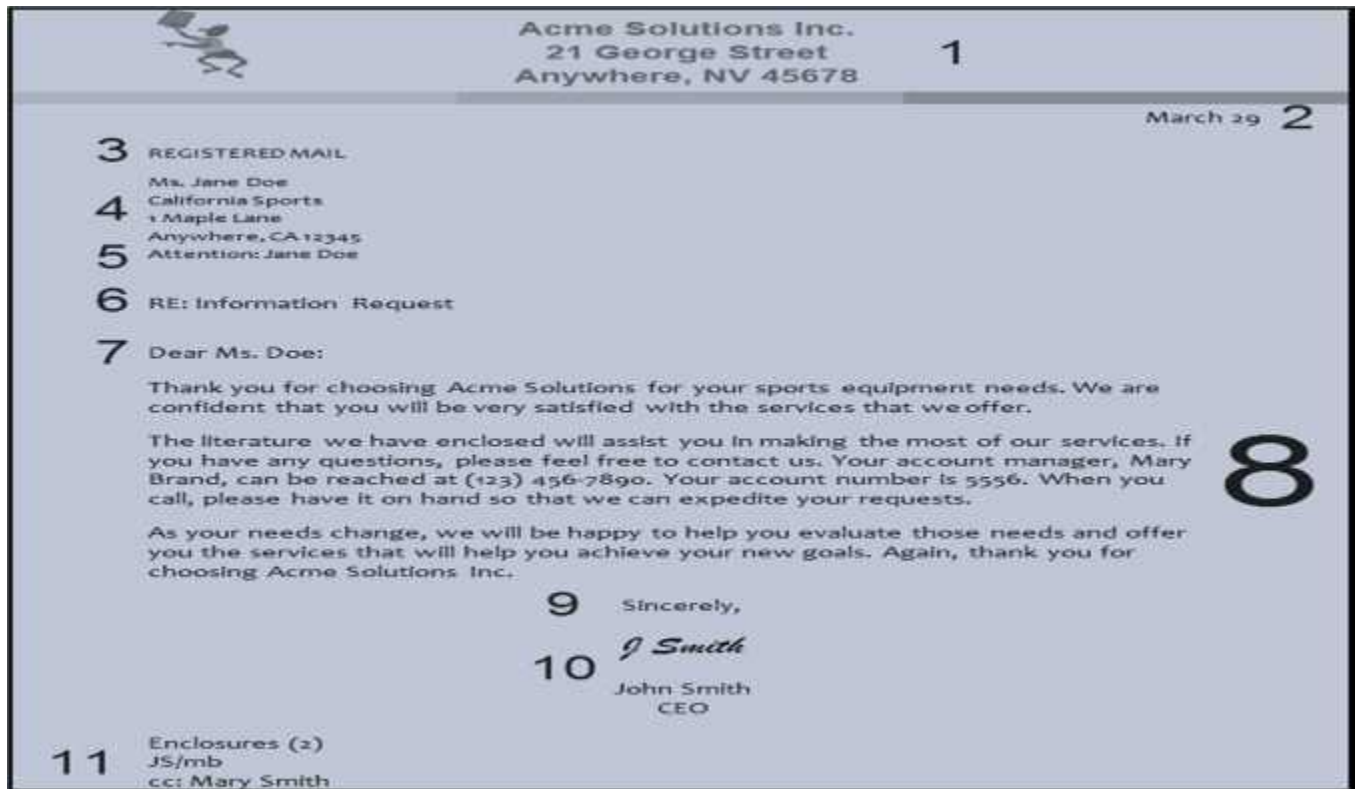 Acme Solutions Inc.
21 George Street
Anywhere, NV 45678
1
March 29 2
3 REGISTERED MAIL
Ms. Jane Doe
4 California Sports
1 Maple Lane
Anywhere, CA 12345
5 Attention: Jane Doe
6 RE: Information Request
7 Dear Ms. Doe:
Thank you for choosing Acme Solutions for your sports equipment needs. We are
confident that you will be very satisfied with the services that we offer.
The literature we have enclosed will assist you in making the most of our services. If
you have any questions, please feel free to contact us. Your account manager, Mary
Brand, can be reached at (123) 456-7890. Your account number is 5556. When you
call, please have it on hand so that we can expedite your requests.
8
As your needs change, we will be happy to help you evaluate those needs and offer
you the services that will help you achieve your new goals. Again, thank you for
choosing Acme Solutions Inc.
9 Sincerely,
J Smith
10
John Smith
CEO
Enclosures (2)
11 JS/mb
cc: Mary Smith